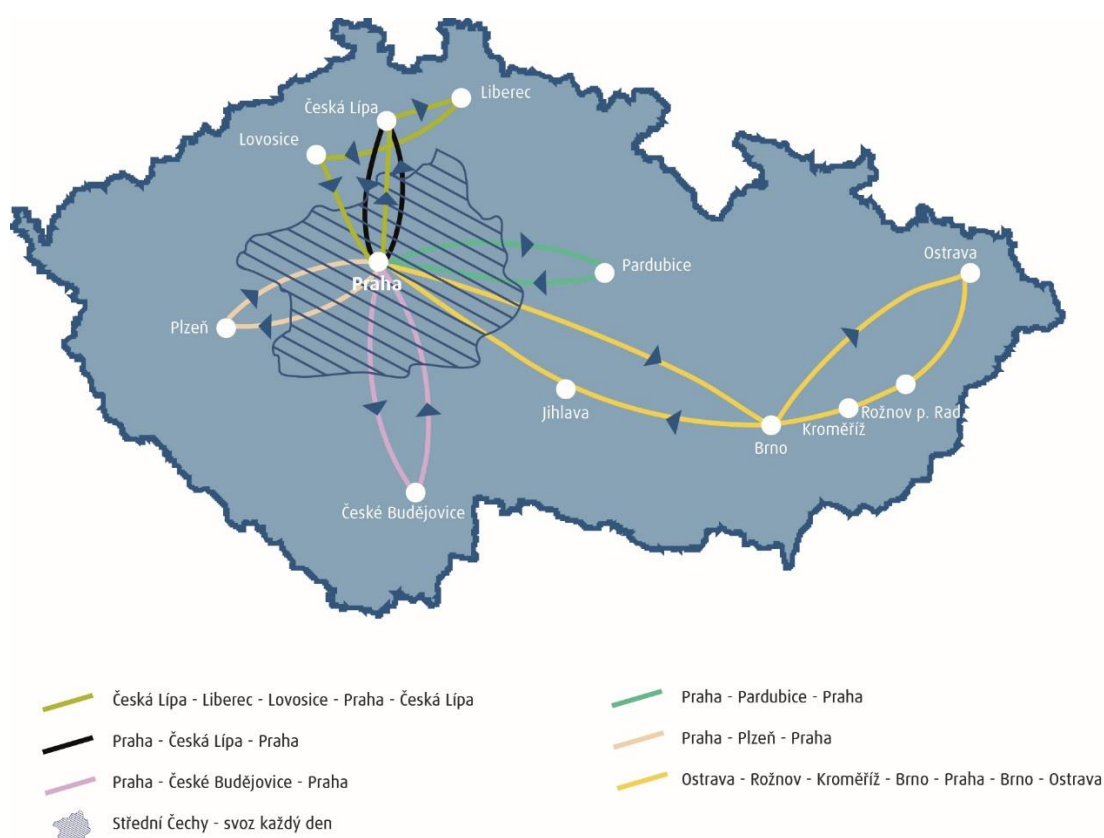 Liberec
Česká Lípa
Lovosice
Ostrava
Pardubice
Praha
Plzeň
Rožnov p. Rad.
Jihlava
Kroměříž
Brno
České Budějovice
Česká Lípa - Liberec - Lovosice - Praha - Česká Lípa
Praha - Česká Lípa - Praha
Praha - České Budějovice - Praha
Střední Čechy - svoz každý den
Praha - Pardubice - Praha
Praha - Plzeň - Praha
Ostrava - Rožnov - Kroměříž - Brno - Praha - Brno - Ostrava